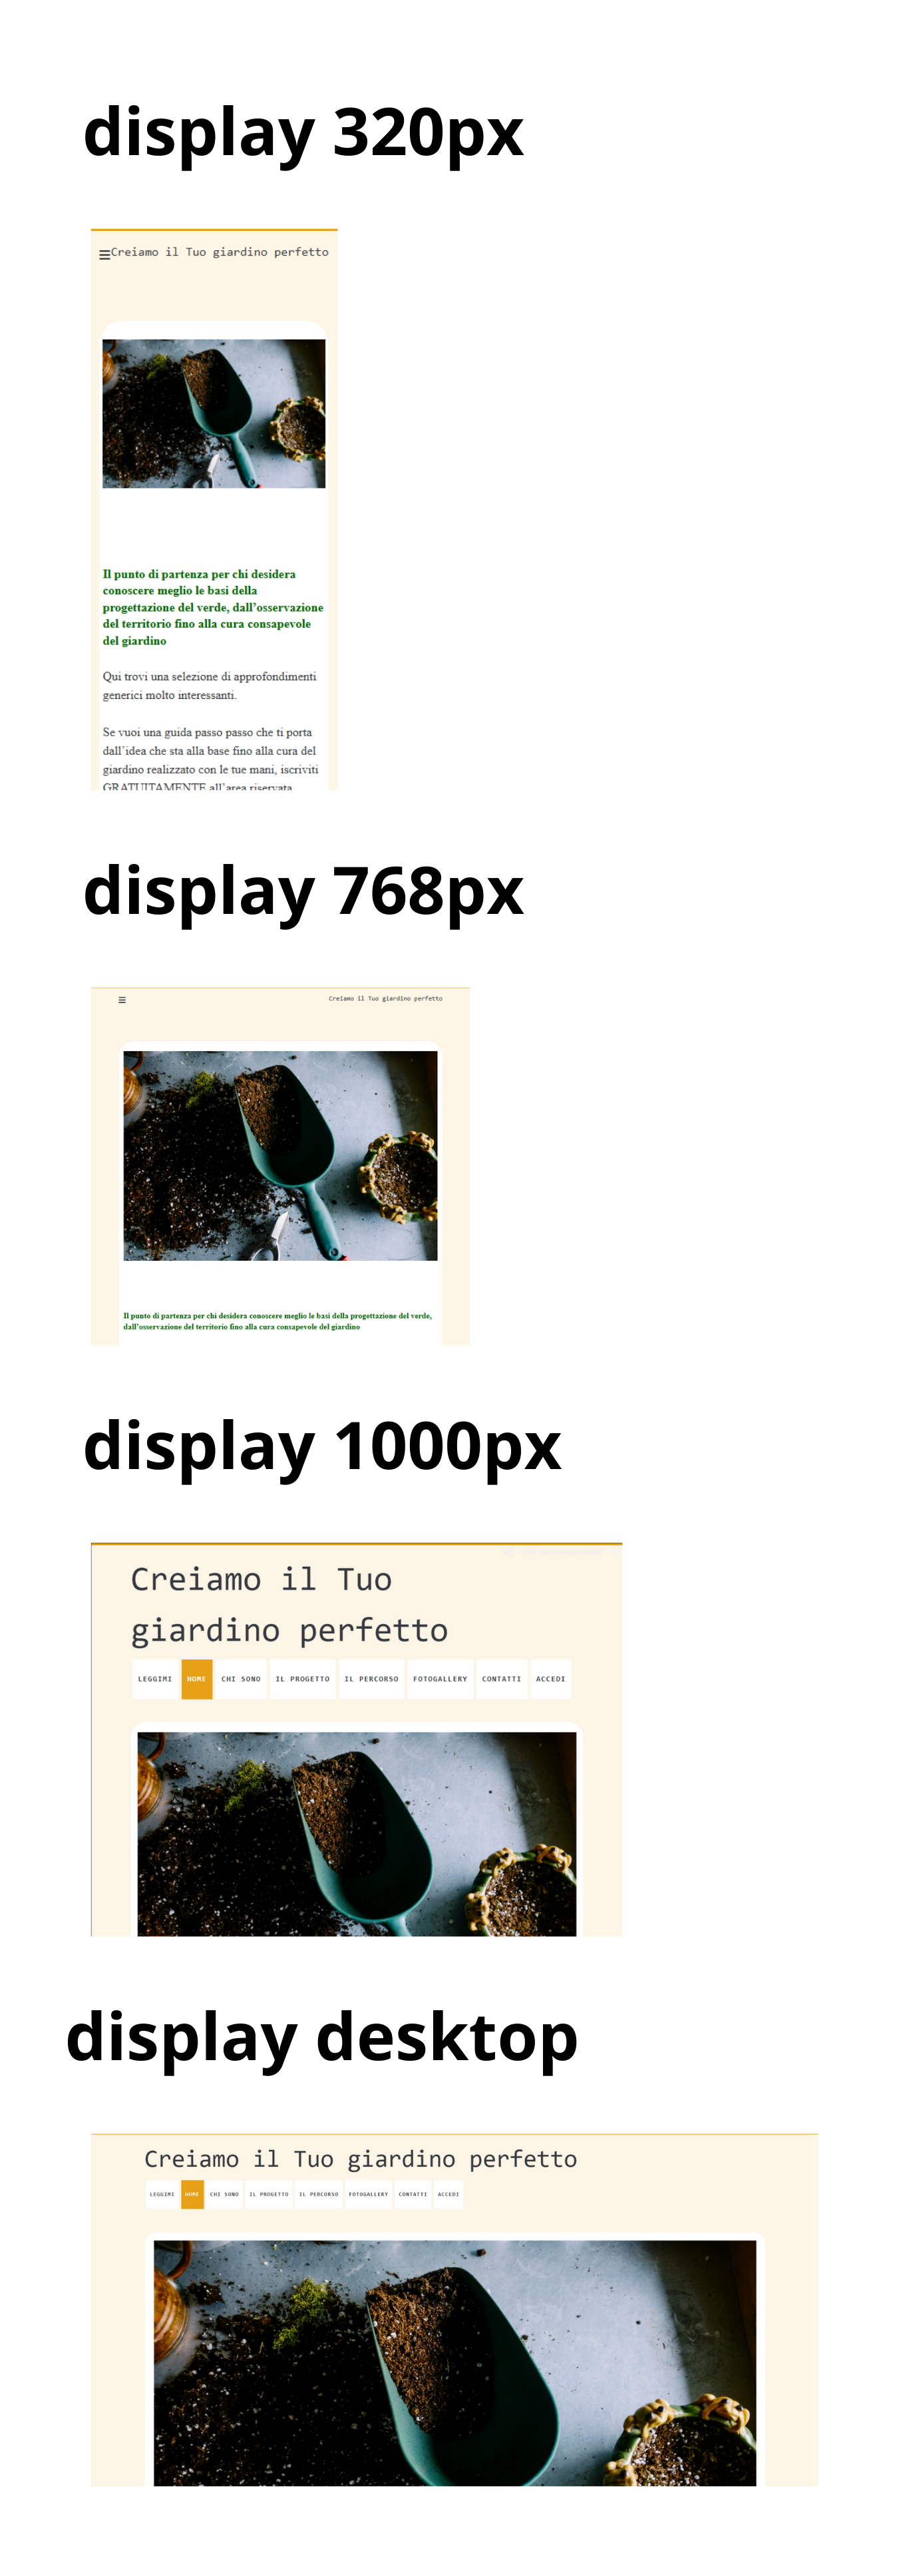 display 320px
Creiamo il Tuo giardino perfetto
Il punto di partenza per chi desidera
conoscere meglio le basi della
progettazione del verde, dall'osservazione
del territorio fino alla cura consapevole
del giardino
Qui trovi una selezione di approfondimenti
generici molto interessanti.
Se vuoi una guida passo passo che ti porta
dall'idea che sta alla base fino alla cura del
giardino realizzato con le tue mani, iscriviti
GRATUITAMENTE all'area riservata
display 768px
Creiamo il Tuo giardino perfetto
Il punto di partenza per chi desidera conoscere meglio le basi della progettazione del verde,
dall'osservazione del territorio fino alla cura consapevole del giardino
display 1000px
Creiamo il Tuo
giardino perfetto
LEGGIMI HOME CHI SONO IL PROGETTO IL PERCORSO FOTOGALLERY CONTATTI ACCEDI
display desktop
Creiamo il Tuo giardino perfetto
LEGGIMI HOME CHI SONO IL PROGETTO IL PERCORSO FOTOGALLERY CONTATTI ACCEDI